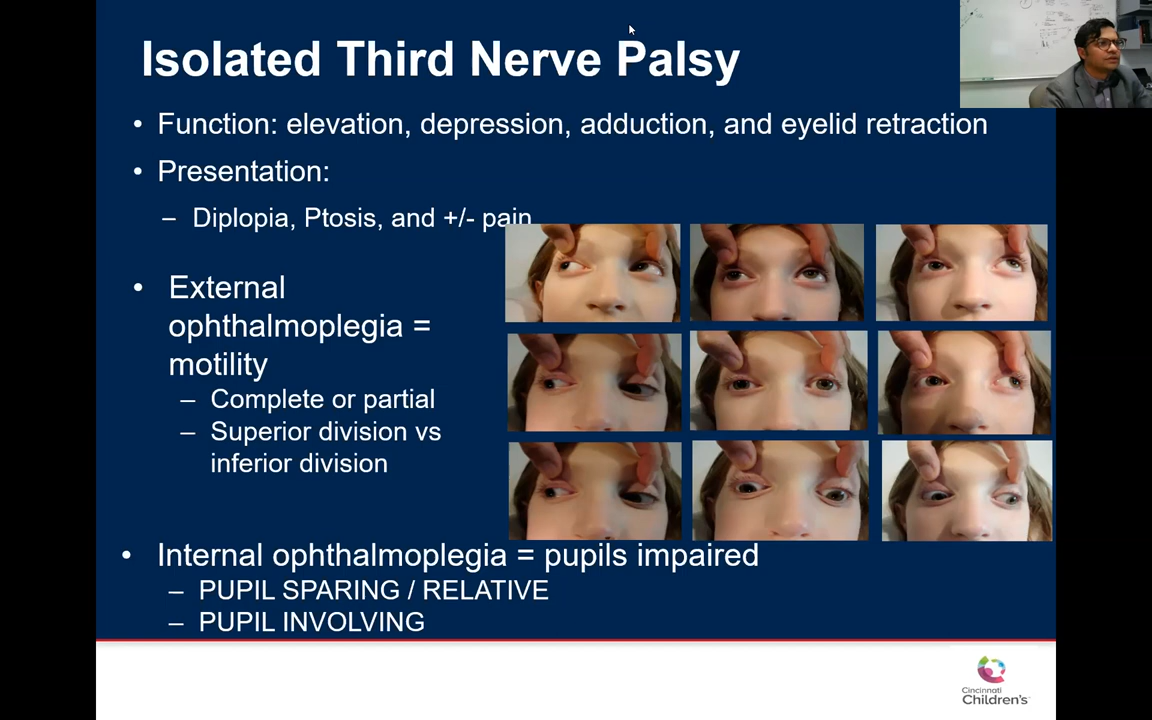 Isolated Third Nerve Palsy
• Function: elevation, depression, adduction, and eyelid retraction
• Presentation:
– Diplopia, Ptosis, and +/- pain
• External
ophthalmoplegia =
motility
– Complete or partial
– Superior division vs
inferior division
• Internal ophthalmoplegia = pupils impaired
– PUPIL SPARING / RELATIVE
– PUPIL INVOLVING
Cincinnati
Children's